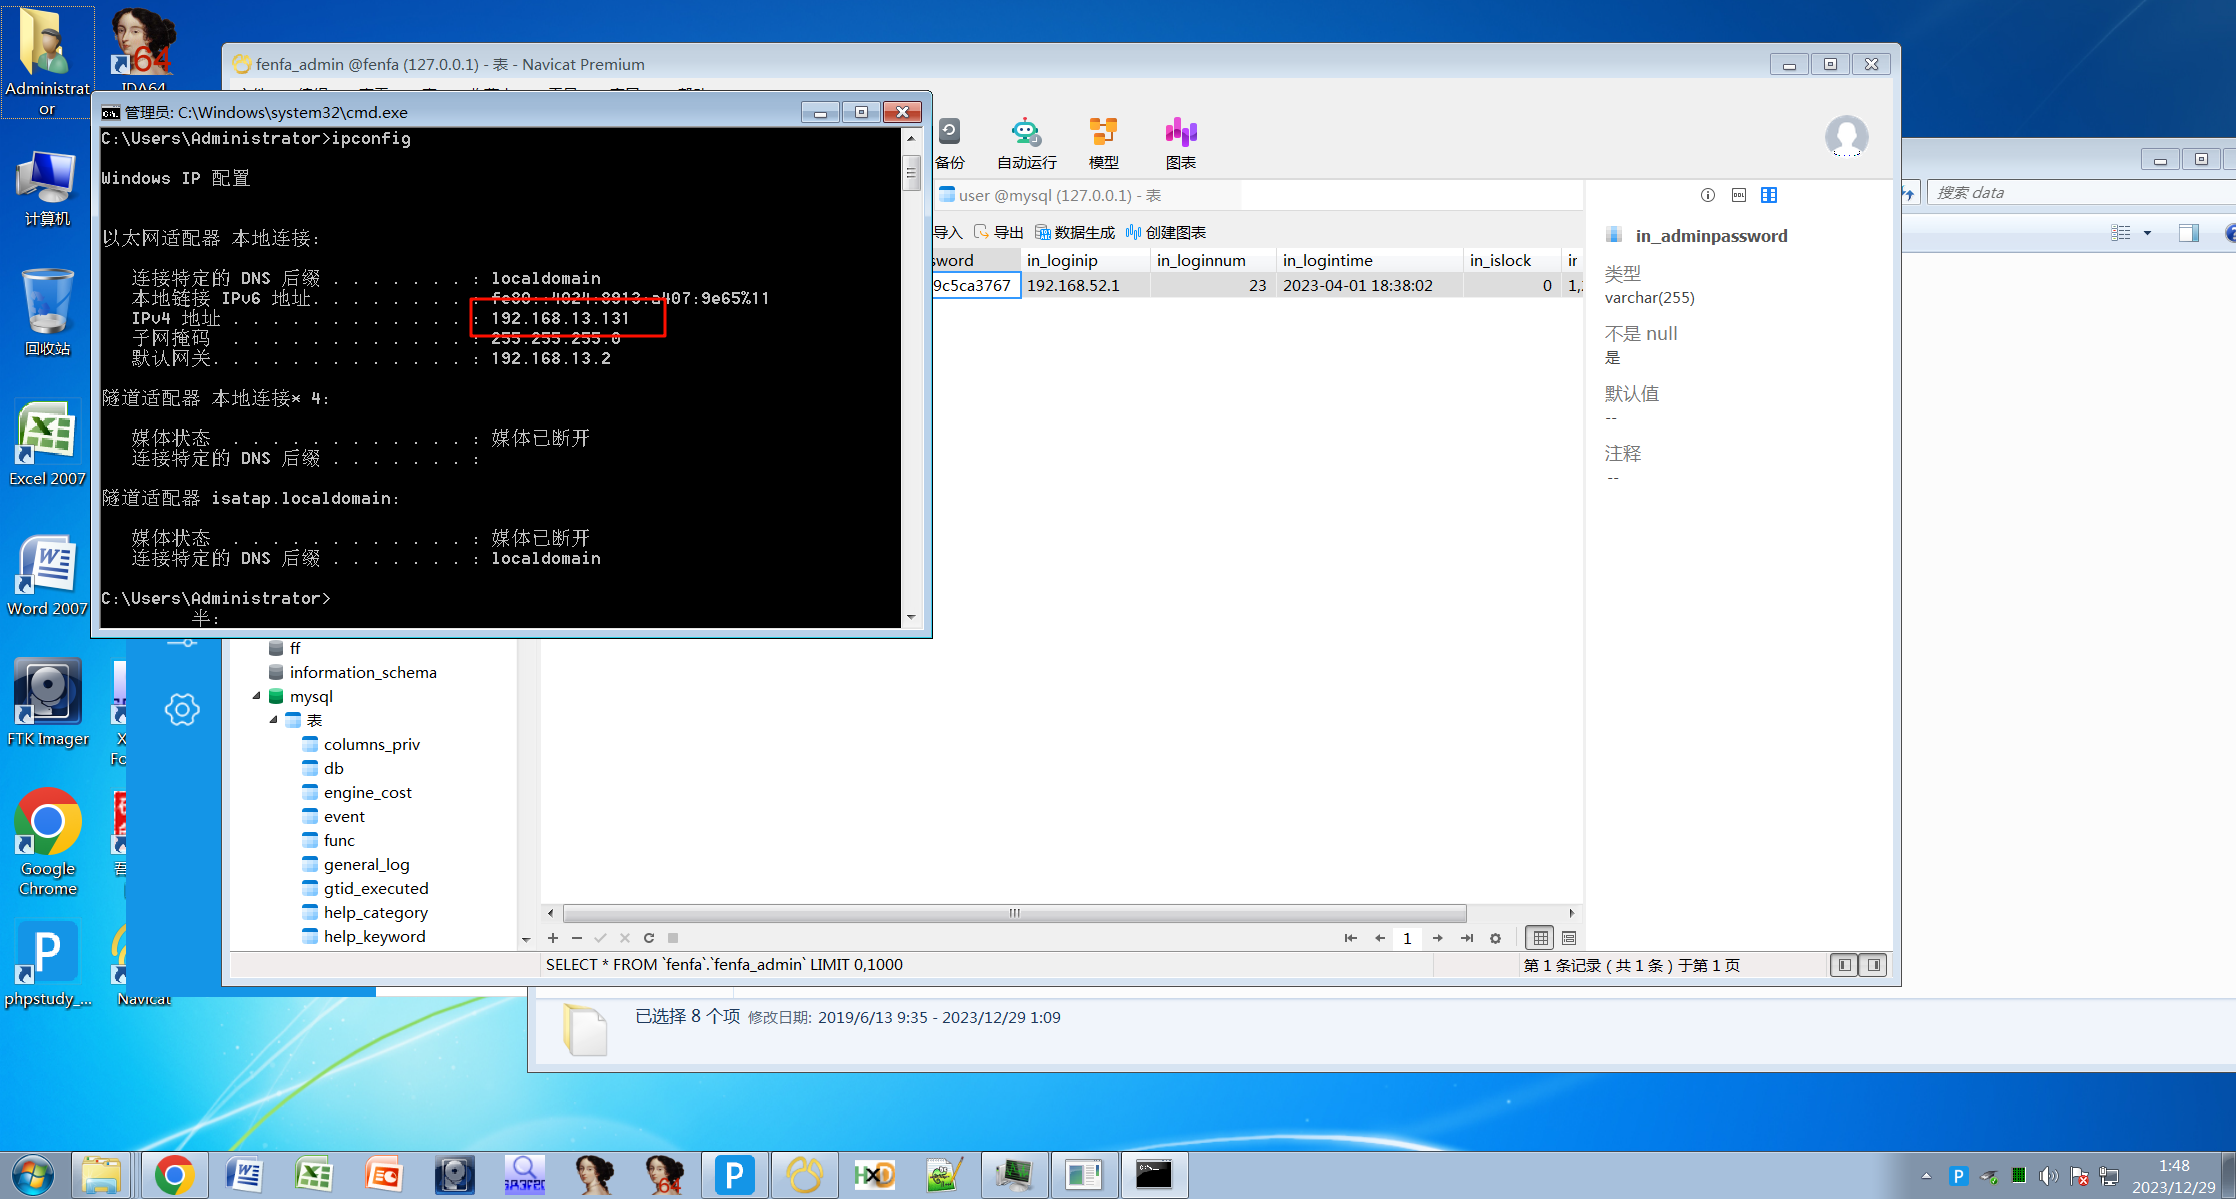 Administrat
or
IDA64
计算机
回收站
Excel 2007
Word 2007
FTK Imager
Google
Chrome
phpstudy_...
Navicat
fenfa_admin @fenfa (127.0.0.1) - 表 - Navicat Premium
管理员: C:\Windows\system32\cmd.exe
C:\Users\Administrator>ipconfig
Windows IP 配置
以太网适配器 本地连接:
连接特定的 DNS 后缀 . . . . . . . : localdomain
本地链接 IPv6 地址. . . . . . . . : fe80::4024:8913:a407:9e65%11
IPv4 地址 . . . . . . . . . . . . : 192.168.13.131
子网掩码 . . . . . . . . . . . . : 255.255.255.0
默认网关. . . . . . . . . . . . . : 192.168.13.2
隧道适配器 本地连接* 4:
媒体状态 . . . . . . . . . . . . : 媒体已断开
连接特定的 DNS 后缀 . . . . . . . :
隧道适配器 isatap.localdomain:
媒体状态 . . . . . . . . . . . . : 媒体已断开
连接特定的 DNS 后缀 . . . . . . . : localdomain
C:\Users\Administrator>
半:
备份 自动运行 模型 图表
user @mysql (127.0.0.1) - 表
导入 导出 数据生成 创建图表
sword in_loginip in_loginnum in_logintime in_islock ir
9c5ca3767 192.168.52.1 23 2023-04-01 18:38:02 0 1,
in_adminpassword
类型
varchar(255)
不是 null
是
默认值
--
注释
--
搜索 data
ff
information_schema
mysql
表
columns_priv
db
engine_cost
event
func
general_log
gtid_executed
help_category
help_keyword
1
SELECT * FROM `fenfa`.`fenfa_admin` LIMIT 0,1000
第 1 条记录 ( 共 1 条 ) 于第 1 页
已选择 8 个项 修改日期: 2019/6/13 9:35 - 2023/12/29 1:09
1:48
2023/12/29